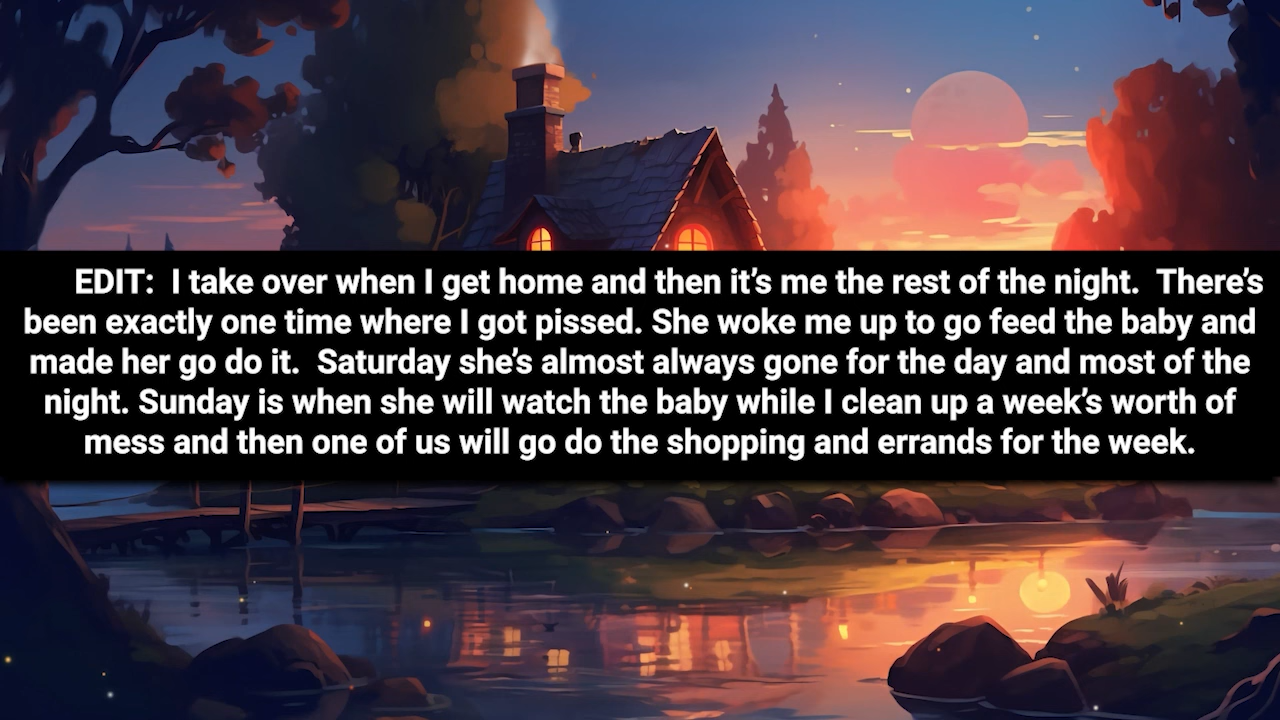 EDIT:  I take over when I get home and then it’s me the rest of the night.  There’s
been exactly one time where I got pissed. She woke me up to go feed the baby and
made her go do it.  Saturday she’s almost always gone for the day and most of the
night. Sunday is when she will watch the baby while I clean up a week’s worth of
mess and then one of us will go do the shopping and errands for the week.